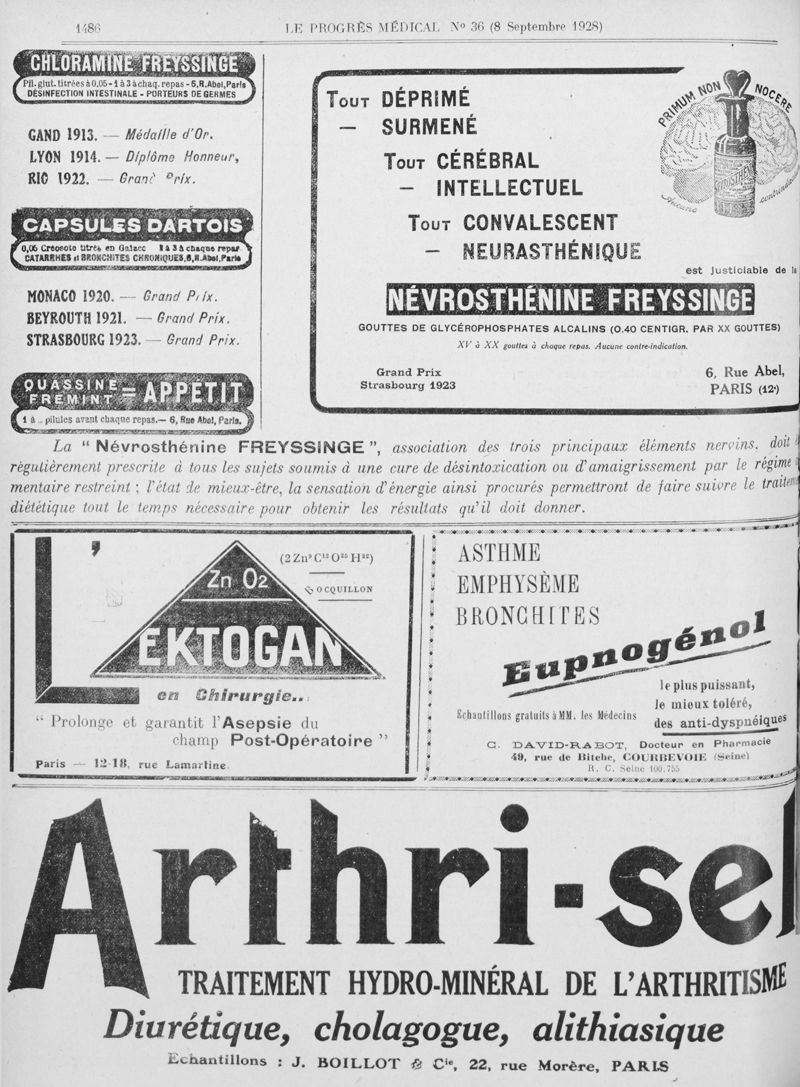 1486
LE PROGRÈS MÉDICAL N° 36 (8 Septembre 1928)
CHLORAMINE FREYSSINGE
Pil. glut. titrées à 0,05 - 1 à 3 à chaq. repas - 6, R. Abel, Paris
DÉSINFECTION INTESTINALE - PORTEURS DE GERMES
GAND 1913. — Médaille d'Or.
LYON 1914. — Diplôme Honneur,
RIO 1922. — Grand Prix.
CAPSULES DARTOIS
0,05 Créosote titrée en Gaïacc 2 à 3 à chaque repas
CATARRHES et BRONCHITES CHRONIQUES, 6, R. Abel, Paris
MONACO 1920. — Grand Prix.
BEYROUTH 1921. — Grand Prix.
STRASBOURG 1923. — Grand Prix.
QUASSINE
FRÉMINT = APPÉTIT
1 à pilules avant chaque repas. — 6, Rue Abel, Paris.
TOUT DÉPRIMÉ
— SURMENÉ
TOUT CÉRÉBRAL
— INTELLECTUEL
TOUT CONVALESCENT
— NEURASTHÉNIQUE
PRIMUM NON NOCERE
Aucune contrindic
est justiciable de la
NÉVROSTHÉNINE FREYSSINGE
GOUTTES DE GLYCÉROPHOSPHATES ALCALINS (0.40 CENTIGR. PAR XX GOUTTES)
XV à XX gouttes à chaque repas. Aucune contre-indication.
Grand Prix
Strasbourg 1923
6, Rue Abel,
PARIS (12e)
La “ Névrosthénine FREYSSINGE ”, association des trois principaux éléments nervins, doit
régulièrement prescrite à tous les sujets soumis à une cure de désintoxication ou d'amaigrissement par le régime
mentaire restreint ; l'état de mieux-être, la sensation d'énergie ainsi procurés permettront de faire suivre le traitem
diététique tout le temps nécessaire pour obtenir les résultats qu'il doit donner.
L'
Zn O2
EKTOGAN
(2 Zn⁹ C¹² O²⁵ H²²)
OCQUILLON
en Chirurgie..
“ Prolonge et garantit l'Asepsie du
champ Post-Opératoire ”
Paris — 12-18, rue Lamartine.
ASTHME
EMPHYSÈME
BRONCHITES
Eupnogénol
le plus puissant,
le mieux toléré,
des anti-dyspnéiques
Echantillons gratuits à MM. les Médecins
C. DAVID-RABOT, Docteur en Pharmacie
49, rue de Bitche, COURBEVOIE (Seine)
R. C. Seine 100.755
Arthri-sel
TRAITEMENT HYDRO-MINÉRAL DE L'ARTHRITISME
Diurétique, cholagogue, alithiasique
Echantillons : J. BOILLOT & Cie, 22, rue Morère, PARIS